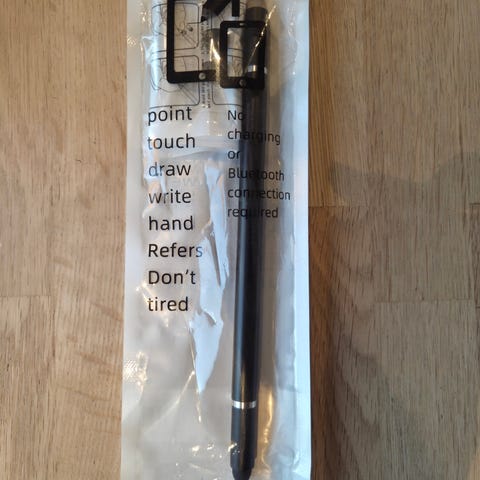 point
touch
draw
write
hand
Refers
Don't
tired
No
charging
or
Bluetooth
connection
required